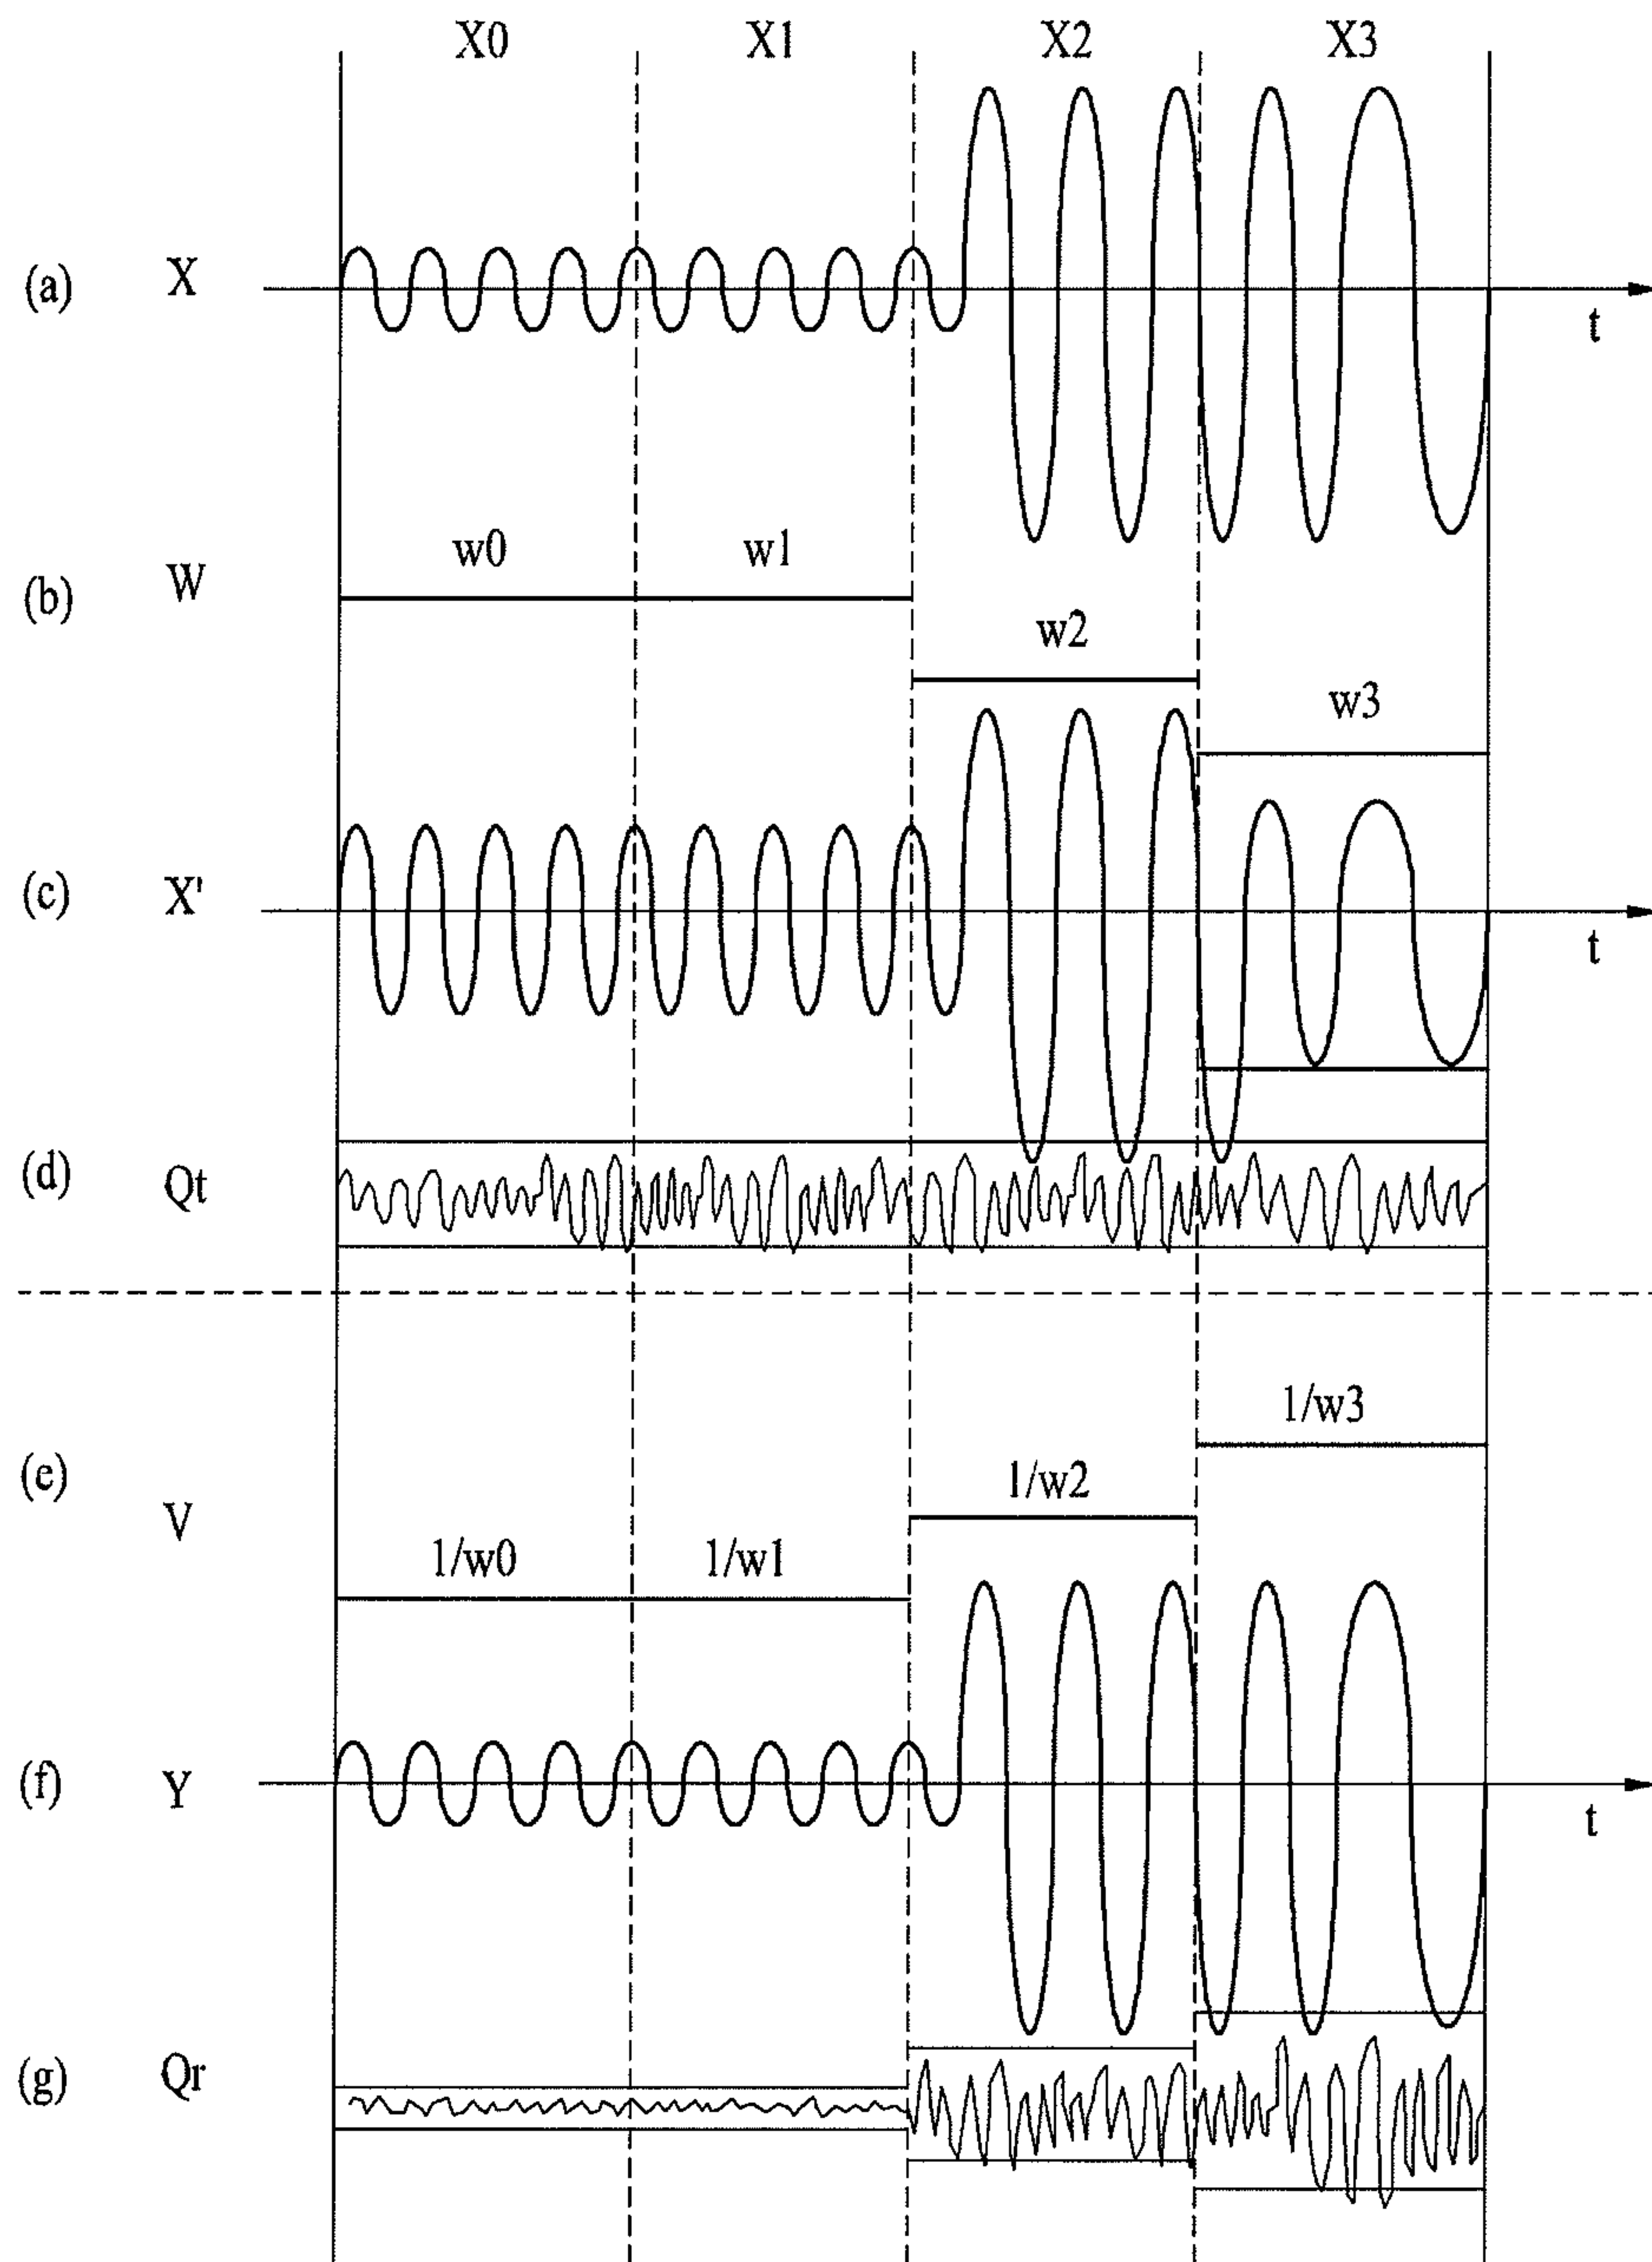 X0 X1 X2 X3
(a) X
t
w0 w1
(b) W
w2
w3
(c) X'
t
(d) Qt
1/w3
(e)
1/w2
V
1/w0 1/w1
(f) Y
t
(g) Qr